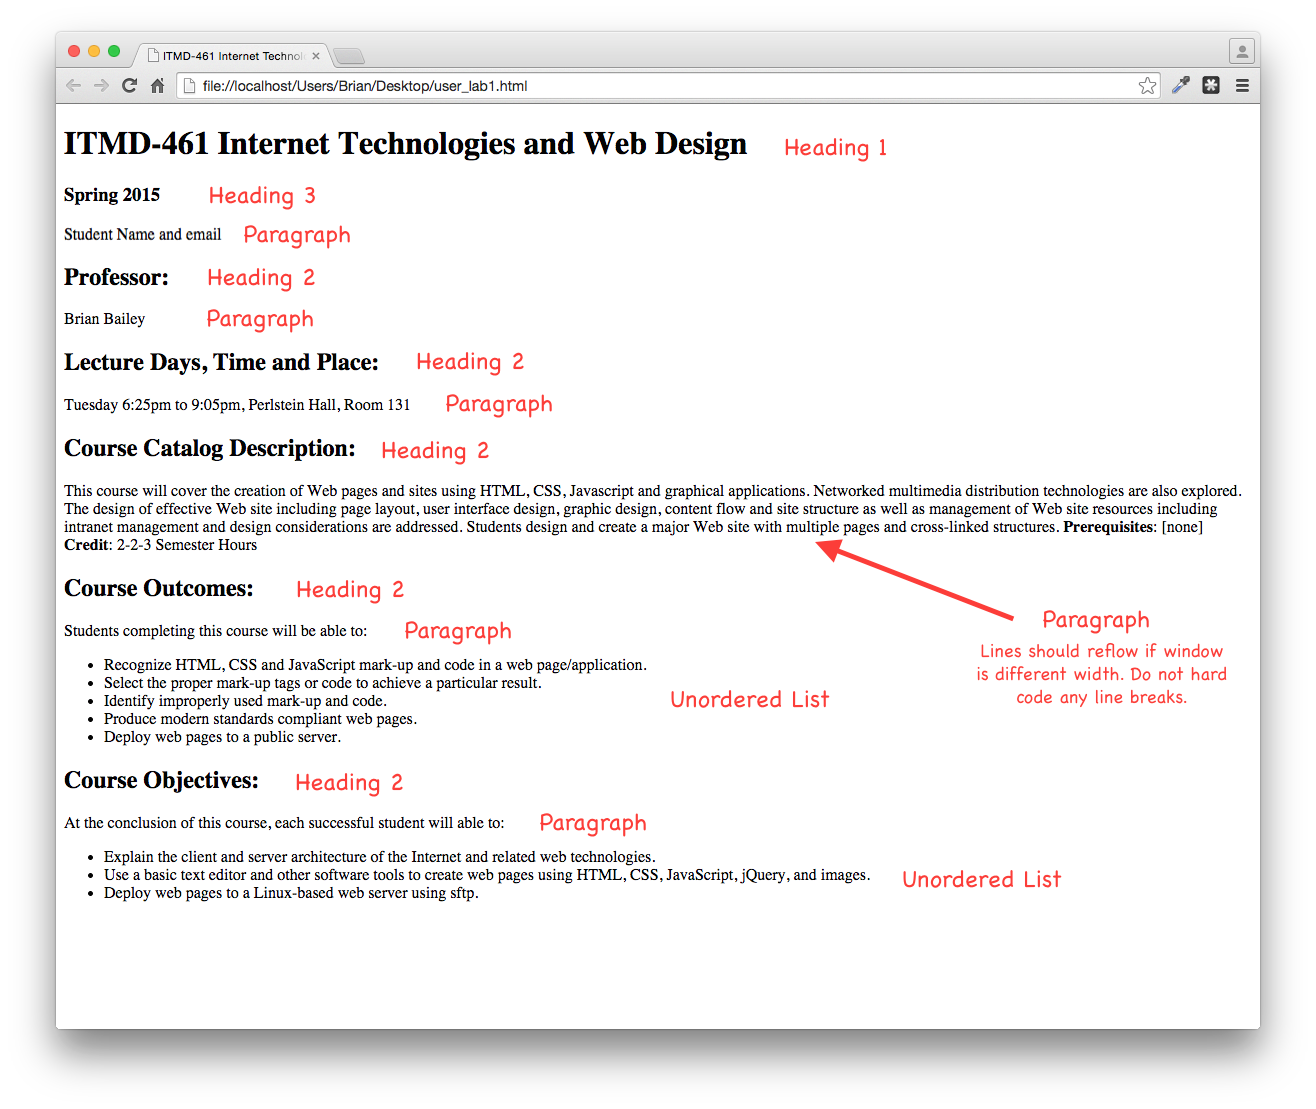 ITMD-461 Internet Technolo
file://localhost/Users/Brian/Desktop/user_lab1.html
ITMD-461 Internet Technologies and Web Design Heading 1
Spring 2015 Heading 3
Student Name and email Paragraph
Professor: Heading 2
Brian Bailey Paragraph
Lecture Days, Time and Place: Heading 2
Tuesday 6:25pm to 9:05pm, Perlstein Hall, Room 131 Paragraph
Course Catalog Description: Heading 2
This course will cover the creation of Web pages and sites using HTML, CSS, Javascript and graphical applications. Networked multimedia distribution technologies are also explored.
The design of effective Web site including page layout, user interface design, graphic design, content flow and site structure as well as management of Web site resources including
intranet management and design considerations are addressed. Students design and create a major Web site with multiple pages and cross-linked structures. Prerequisites: [none]
Credit: 2-2-3 Semester Hours
Course Outcomes: Heading 2
Paragraph
Lines should reflow if window
is different width. Do not hard
code any line breaks.
Students completing this course will be able to: Paragraph
• Recognize HTML, CSS and JavaScript mark-up and code in a web page/application.
• Select the proper mark-up tags or code to achieve a particular result.
• Identify improperly used mark-up and code.
• Produce modern standards compliant web pages.
• Deploy web pages to a public server.
Unordered List
Course Objectives: Heading 2
At the conclusion of this course, each successful student will able to: Paragraph
• Explain the client and server architecture of the Internet and related web technologies.
• Use a basic text editor and other software tools to create web pages using HTML, CSS, JavaScript, jQuery, and images.
• Deploy web pages to a Linux-based web server using sftp.
Unordered List